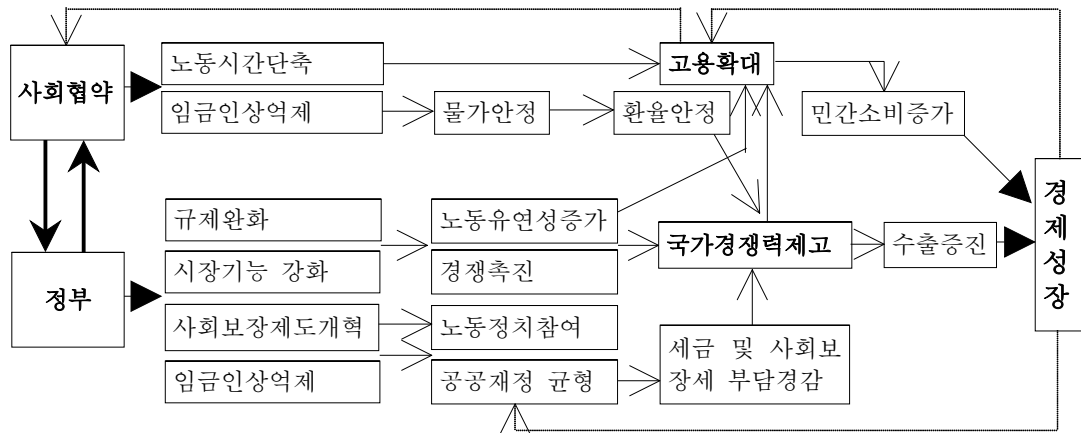 사회협약
노동시간단축
고용확대
임금인상억제
물가안정
환율안정
민간소비증가
경제성장
규제완화
노동유연성증가
국가경쟁력제고
수출증진
시장기능 강화
경쟁촉진
정부
사회보장제도개혁
노동정치참여
세금 및 사회보
장세 부담경감
임금인상억제
공공재정 균형